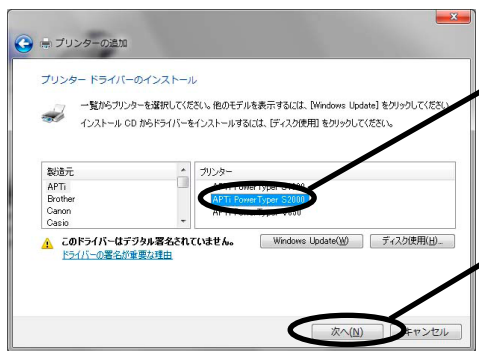 プリンターの追加
プリンター ドライバーのインストール
一覧からプリンターを選択してください。他のモデルを表示するには、[Windows Update] をクリックしてください。
インストール CD からドライバーをインストールするには、[ディスク使用] をクリックしてください。
製造元
プリンター
APTi
Brother
Canon
Casio
APTi PowerTyper
APTi PowerTyper S2000
APTi PowerTyper
このドライバーはデジタル署名されていません。
ドライバーの署名が重要な理由
Windows Update(W)
ディスク使用(H)...
次へ(N)
キャンセル